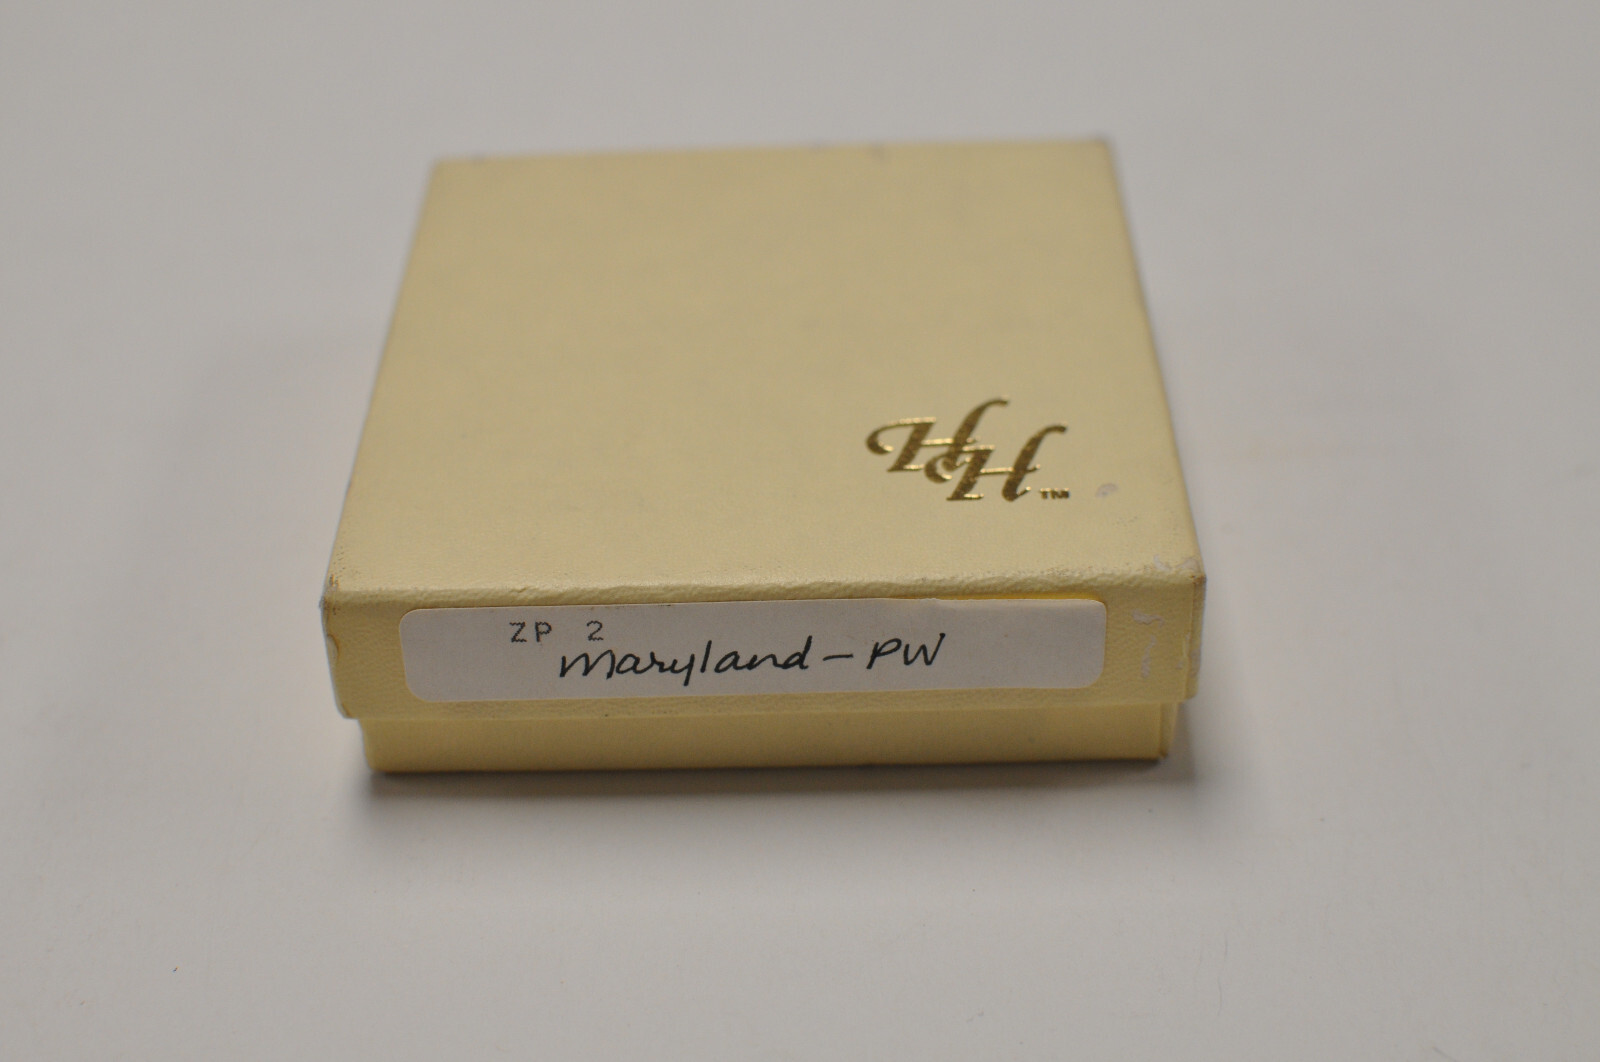 HH™
ZP 2
Maryland - PW